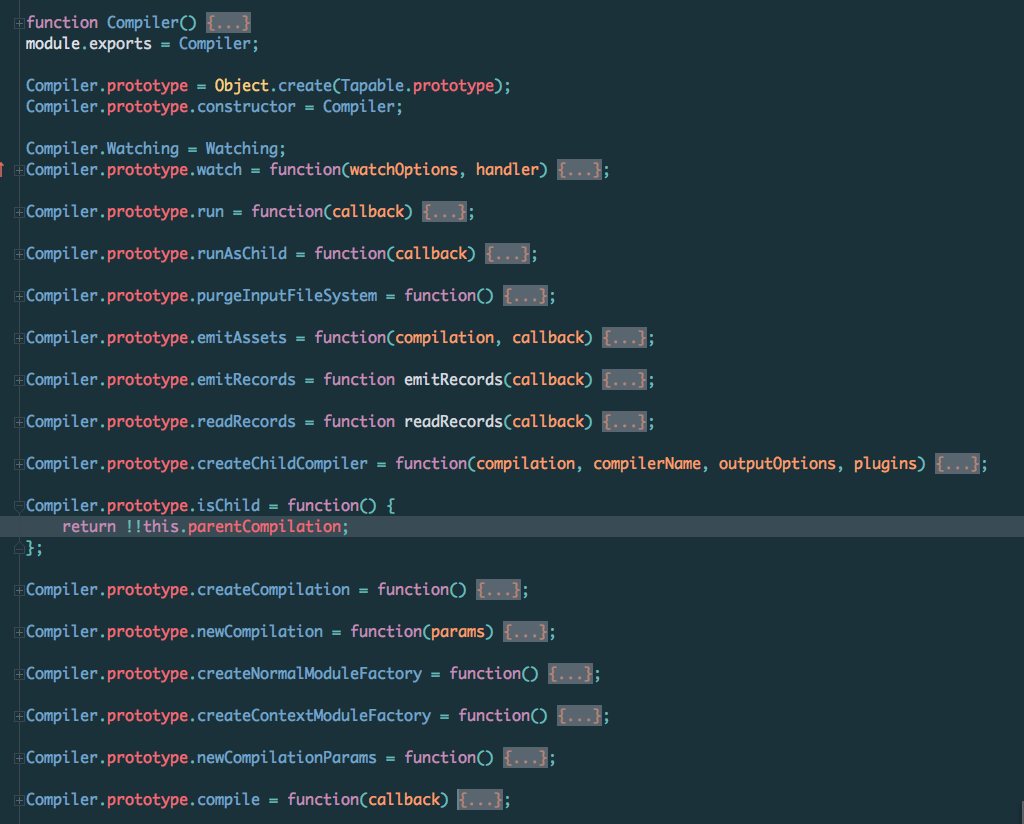 function Compiler() {...}
module.exports = Compiler;
Compiler.prototype = Object.create(Tapable.prototype);
Compiler.prototype.constructor = Compiler;
Compiler.Watching = Watching;
Compiler.prototype.watch = function(watchOptions, handler) {...};
Compiler.prototype.run = function(callback) {...};
Compiler.prototype.runAsChild = function(callback) {...};
Compiler.prototype.purgeInputFileSystem = function() {...};
Compiler.prototype.emitAssets = function(compilation, callback) {...};
Compiler.prototype.emitRecords = function emitRecords(callback) {...};
Compiler.prototype.readRecords = function readRecords(callback) {...};
Compiler.prototype.createChildCompiler = function(compilation, compilerName, outputOptions, plugins) {...};
Compiler.prototype.isChild = function() {
    return !!this.parentCompilation;
};
Compiler.prototype.createCompilation = function() {...};
Compiler.prototype.newCompilation = function(params) {...};
Compiler.prototype.createNormalModuleFactory = function() {...};
Compiler.prototype.createContextModuleFactory = function() {...};
Compiler.prototype.newCompilationParams = function() {...};
Compiler.prototype.compile = function(callback) {...};